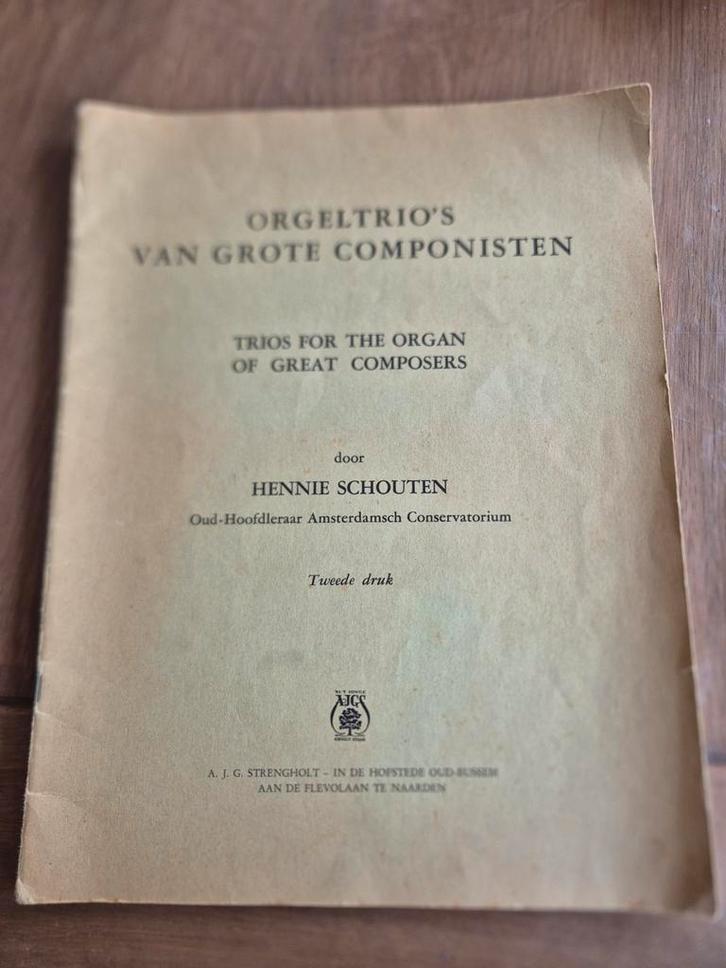 ORGELTRIO'S
VAN GROTE COMPONISTEN
TRIOS FOR THE ORGAN
OF GREAT COMPOSERS
door
HENNIE SCHOUTEN
Oud-Hoofdleraar Amsterdamsch Conservatorium
Tweede druk
AJGS
A. J. G. STRENGHOLT – IN DE HOFSTEDE OUD-BUSSEM
AAN DE FLEVOLAAN TE NAARDEN